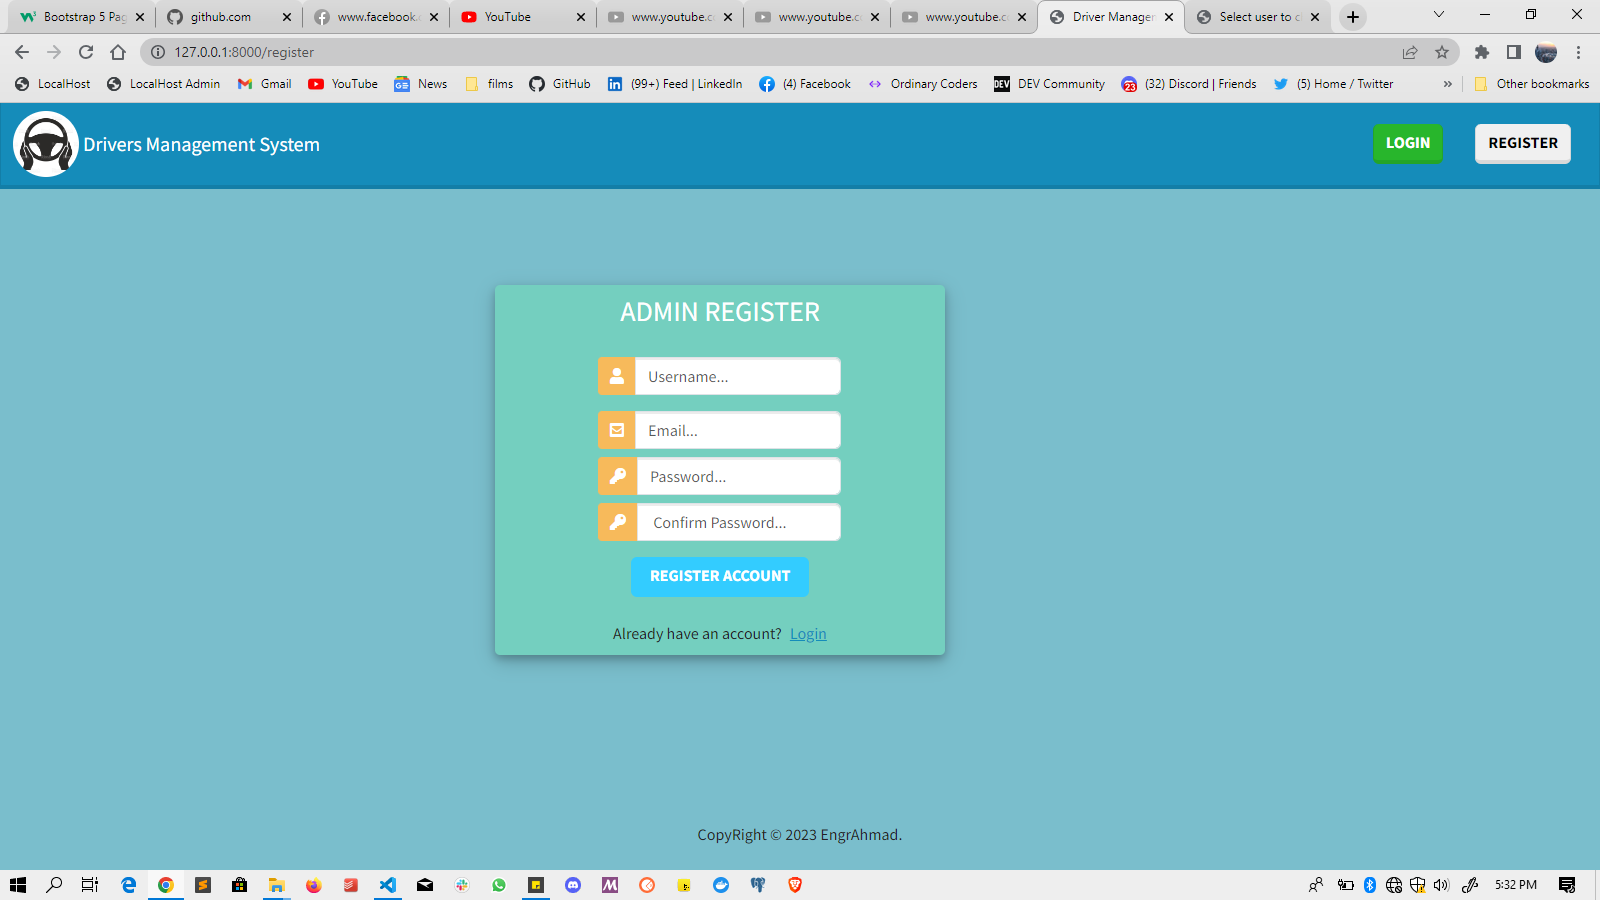 Bootstrap 5 Pag
github.com
www.facebook.c
YouTube
www.youtube.c
www.youtube.c
www.youtube.c
Driver Manager
Select user to c
127.0.0.1:8000/register
LocalHost
LocalHost Admin
Gmail
YouTube
News
films
GitHub
(99+) Feed | LinkedIn
(4) Facebook
Ordinary Coders
DEV
DEV Community
23
(32) Discord | Friends
(5) Home / Twitter
»
Other bookmarks
Drivers Management System
LOGIN
REGISTER
ADMIN REGISTER
Username...
Email...
Password...
Confirm Password...
REGISTER ACCOUNT
Already have an account? Login
CopyRight © 2023 EngrAhmad.
5:32 PM